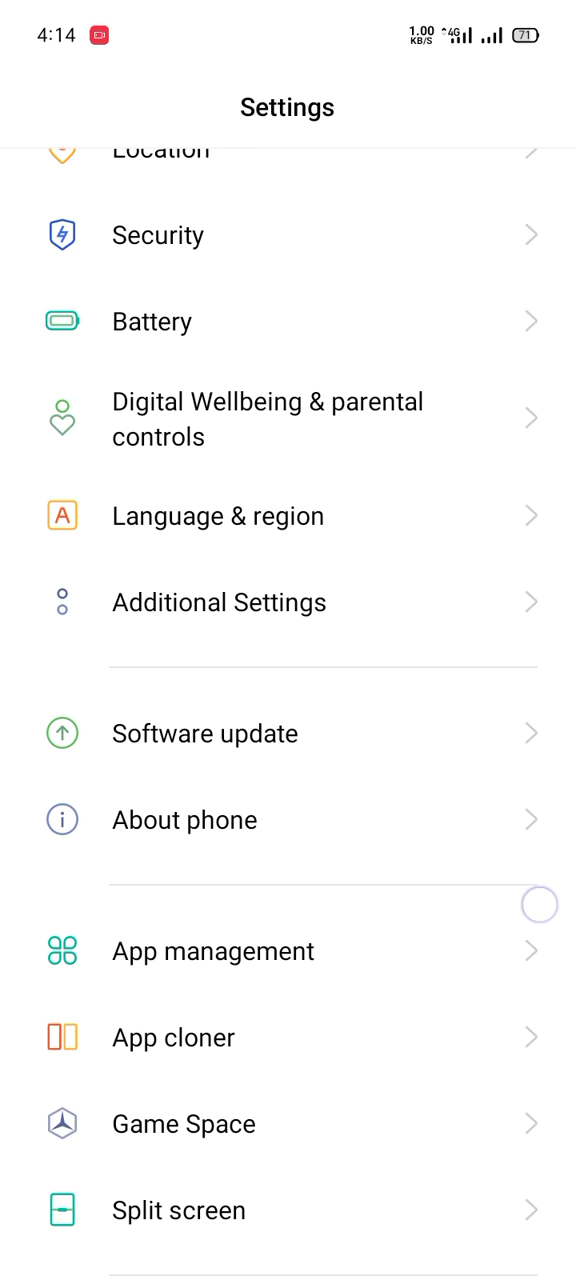 4:14
1.00 KB/S 4G 71
Settings
Location
Security
Battery
Digital Wellbeing & parental
controls
A Language & region
Additional Settings
Software update
About phone
App management
App cloner
Game Space
Split screen